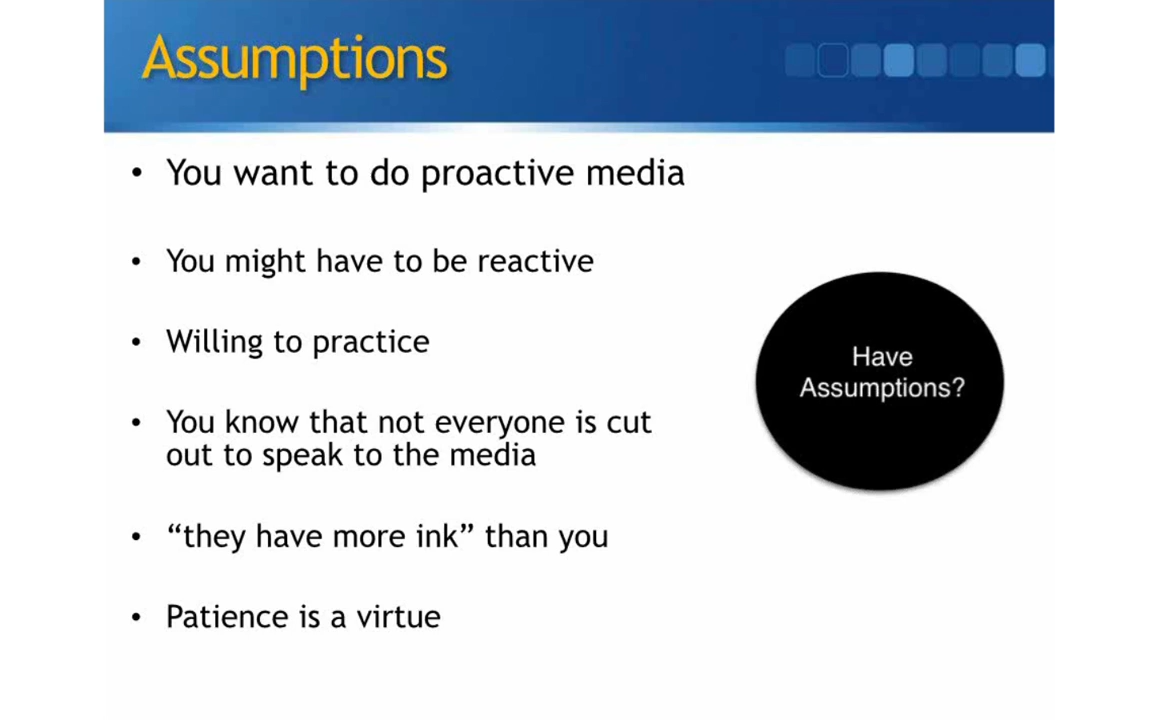 Assumptions
• You want to do proactive media
• You might have to be reactive
• Willing to practice
• You know that not everyone is cut
out to speak to the media
• “they have more ink” than you
• Patience is a virtue
Have
Assumptions?